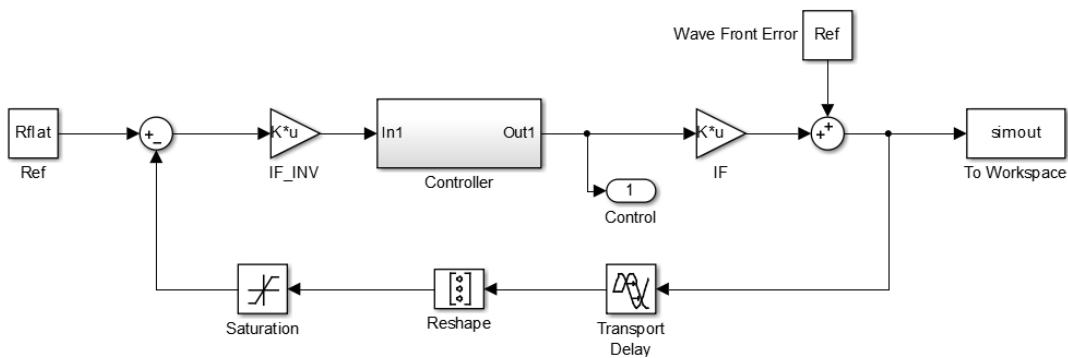 Wave Front Error
Ref
Rflat
Ref
+
−
K*u
IF_INV
In1
Out1
Controller
1
Control
K*u
IF
+
+
simout
To Workspace
Saturation
Reshape
Transport
Delay